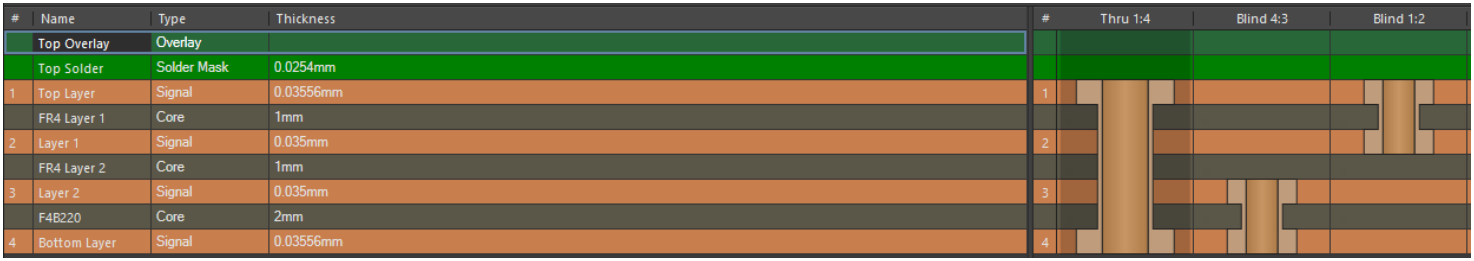 # Name Type Thickness # Thru 1:4 Blind 4:3 Blind 1:2
Top Overlay Overlay
Top Solder Solder Mask 0.0254mm
1 Top Layer Signal 0.03556mm 1
FR4 Layer 1 Core 1mm
2 Layer 1 Signal 0.035mm 2
FR4 Layer 2 Core 1mm
3 Layer 2 Signal 0.035mm 3
F4B220 Core 2mm
4 Bottom Layer Signal 0.03556mm 4